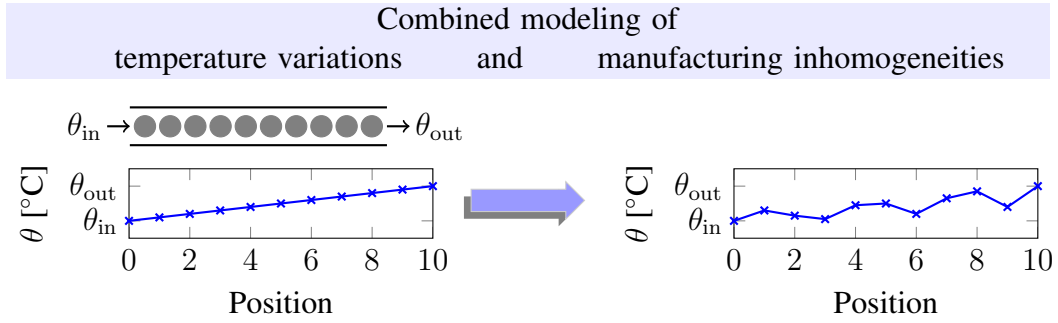 Combined modeling of
temperature variations and manufacturing inhomogeneities
θin θout
θ [°C] θout θin
0 2 4 6 8 10
Position
θ [°C] θout θin
0 2 4 6 8 10
Position